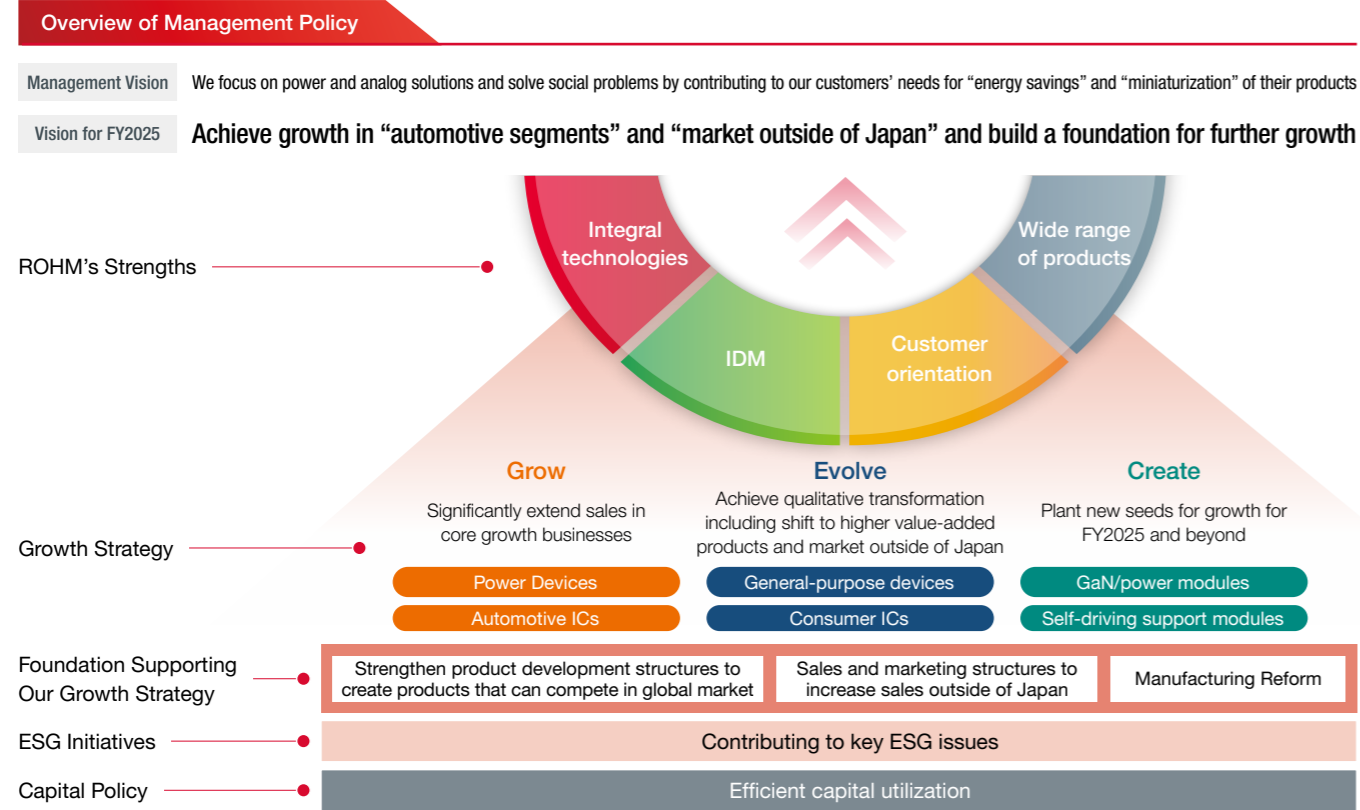 Overview of Management Policy
Management Vision
We focus on power and analog solutions and solve social problems by contributing to our customers’ needs for “energy savings” and “miniaturization” of their products
Vision for FY2025
Achieve growth in “automotive segments” and “market outside of Japan” and build a foundation for further growth
ROHM’s Strengths
Integral
technologies
IDM
Customer
orientation
Wide range
of products
Growth Strategy
Grow
Significantly extend sales in
core growth businesses
Power Devices
Automotive ICs
Evolve
Achieve qualitative transformation
including shift to higher value-added
products and market outside of Japan
General-purpose devices
Consumer ICs
Create
Plant new seeds for growth for
FY2025 and beyond
GaN/power modules
Self-driving support modules
Foundation Supporting
Our Growth Strategy
Strengthen product development structures to
create products that can compete in global market
Sales and marketing structures to
increase sales outside of Japan
Manufacturing Reform
ESG Initiatives
Contributing to key ESG issues
Capital Policy
Efficient capital utilization